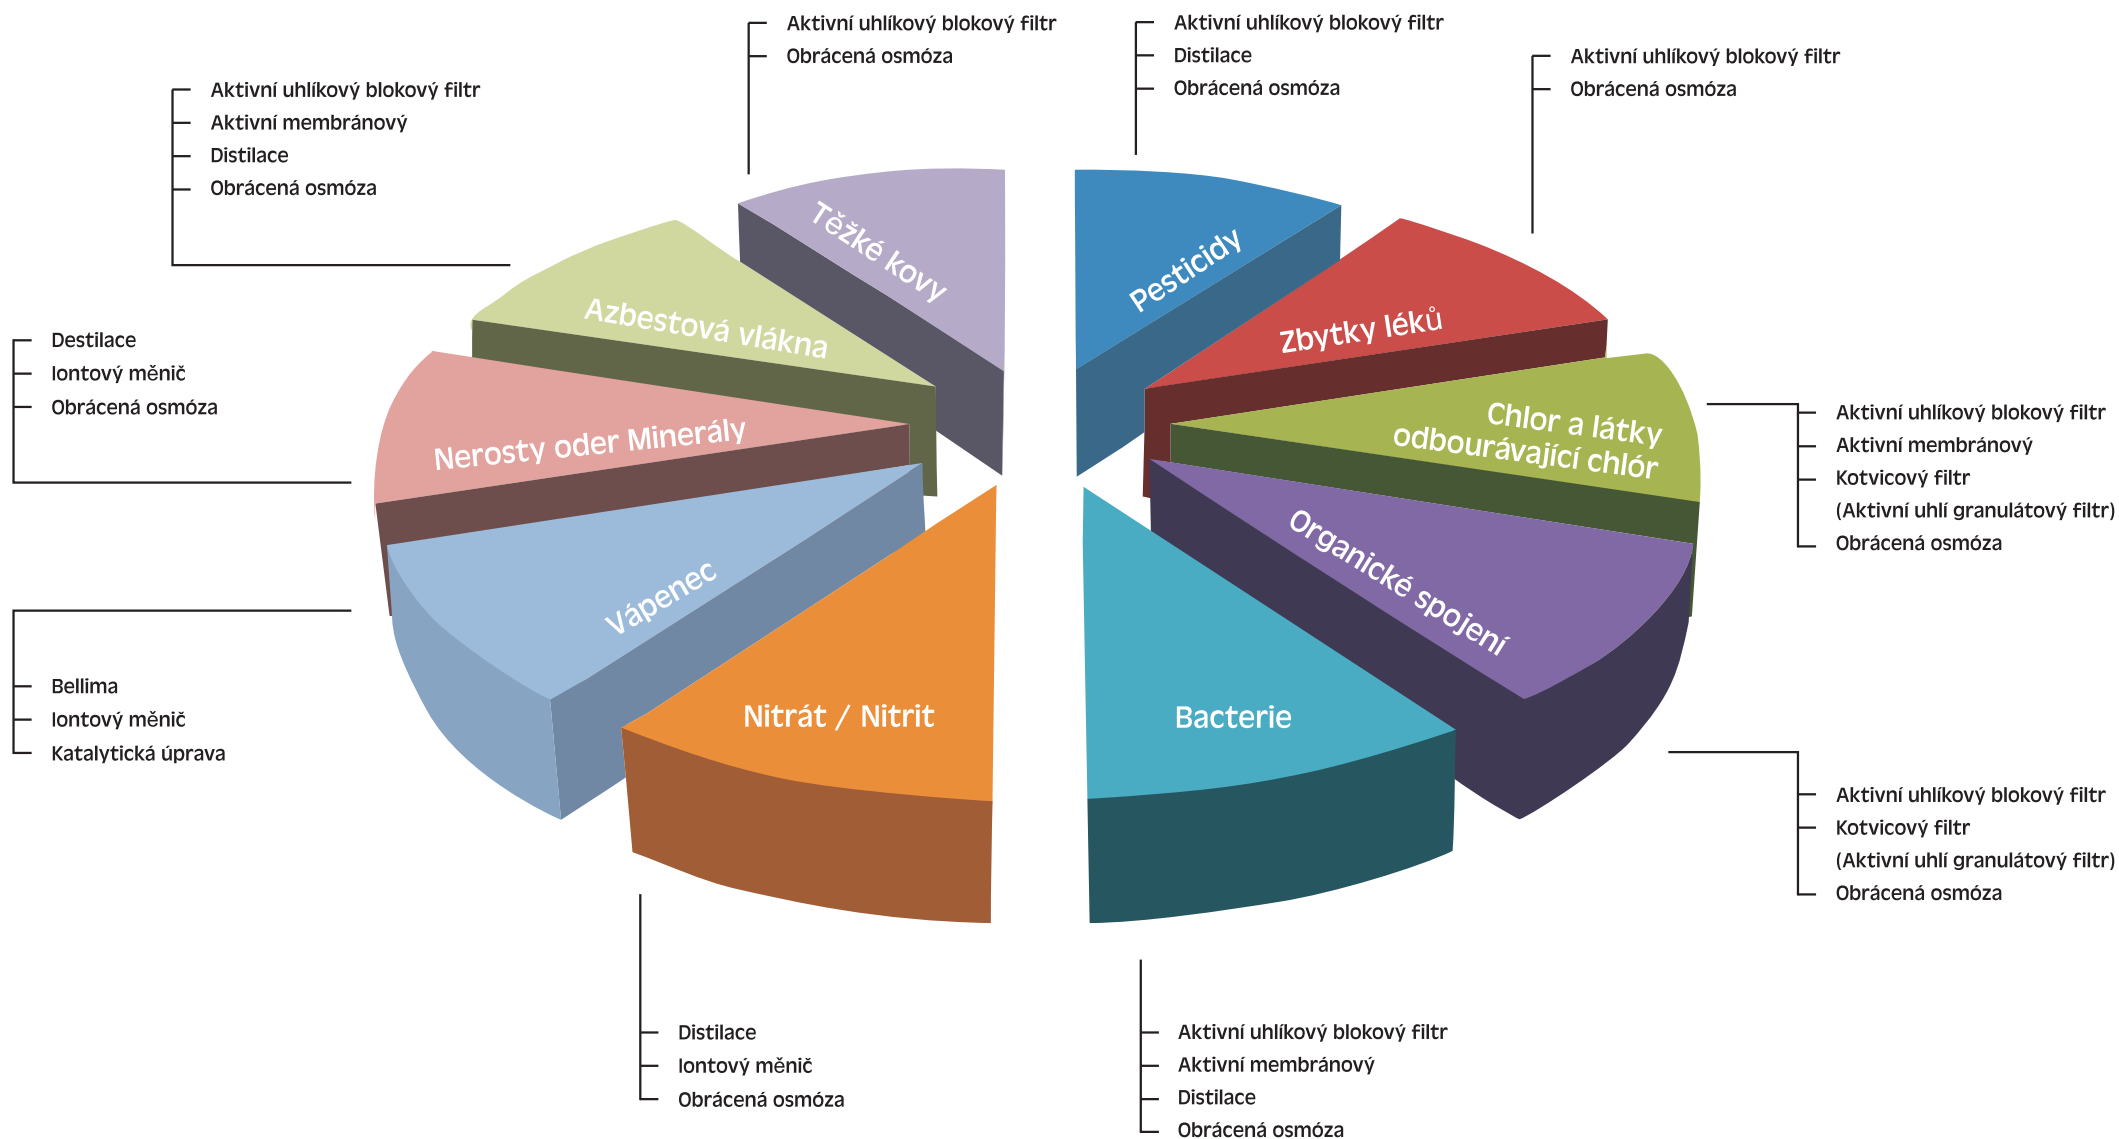 Aktivní uhlíkový blokový filtr
Obrácená osmóza
Aktivní uhlíkový blokový filtr
Distilace
Obrácená osmóza
Aktivní uhlíkový blokový filtr
Obrácená osmóza
Aktivní uhlíkový blokový filtr
Aktivní membránový
Distilace
Obrácená osmóza
Těžké kovy
Pesticidy
Azbestová vlákna
Zbytky léků
Destilace
Iontový měnič
Obrácená osmóza
Nerosty oder Minerály
Chlor a látky
odbourávající chlór
Aktivní uhlíkový blokový filtr
Aktivní membránový
Kotvicový filtr
(Aktivní uhlí granulátový filtr)
Obrácená osmóza
Vápenec
Organické spojení
Bellima
Iontový měnič
Katalytická úprava
Nitrát / Nitrit
Bacterie
Aktivní uhlíkový blokový filtr
Kotvicový filtr
(Aktivní uhlí granulátový filtr)
Obrácená osmóza
Distilace
Iontový měnič
Obrácená osmóza
Aktivní uhlíkový blokový filtr
Aktivní membránový
Distilace
Obrácená osmóza